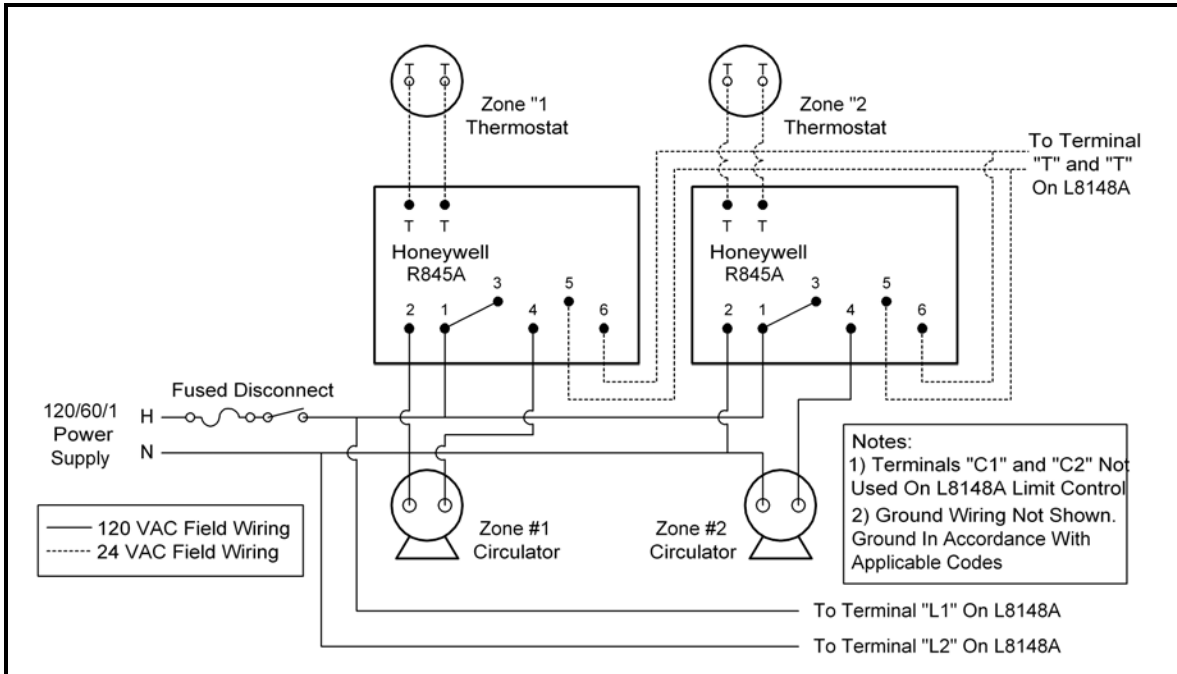 T T
Zone "1
Thermostat
T T
Zone "2
Thermostat
To Terminal
"T" and "T"
On L8148A
T T
Honeywell
R845A
3
5
2 1 4 6
T T
Honeywell
R845A
3
5
2 1 4 6
Fused Disconnect
120/60/1
Power
Supply
H
N
120 VAC Field Wiring
24 VAC Field Wiring
Zone #1
Circulator
Zone #2
Circulator
Notes:
1) Terminals "C1" and "C2" Not
Used On L8148A Limit Control
2) Ground Wiring Not Shown.
Ground In Accordance With
Applicable Codes
To Terminal "L1" On L8148A
To Terminal "L2" On L8148A